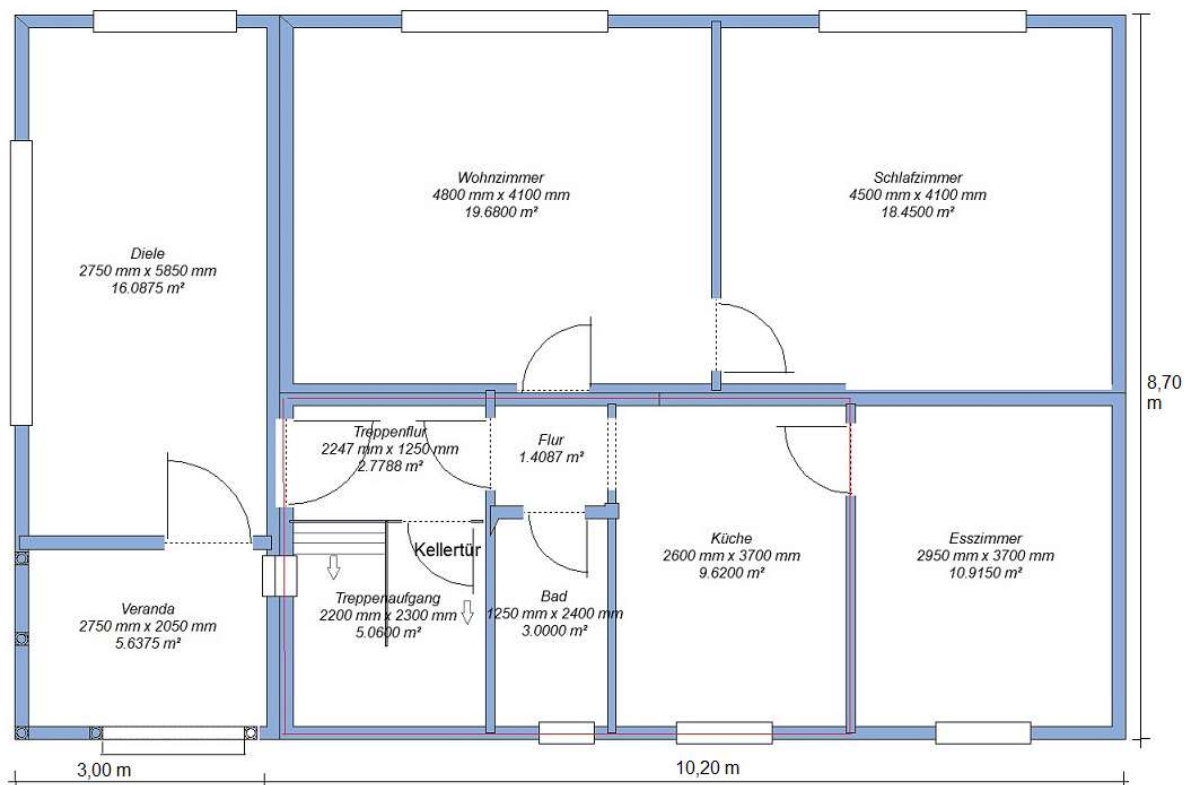 Wohnzimmer
4800 mm x 4100 mm
19.6800 m²
Schlafzimmer
4500 mm x 4100 mm
18.4500 m²
Diele
2750 mm x 5850 mm
16.0875 m²
8,70
m
Treppenflur
2247 mm x 1250 mm
2.7788 m²
Flur
1.4087 m²
Kellertür
Küche
2600 mm x 3700 mm
9.6200 m²
Esszimmer
2950 mm x 3700 mm
10.9150 m²
Veranda
2750 mm x 2050 mm
5.6375 m²
Treppenaufgang
2200 mm x 2300 mm
5.0600 m²
Bad
1250 mm x 2400 mm
3.0000 m²
3,00 m
10,20 m